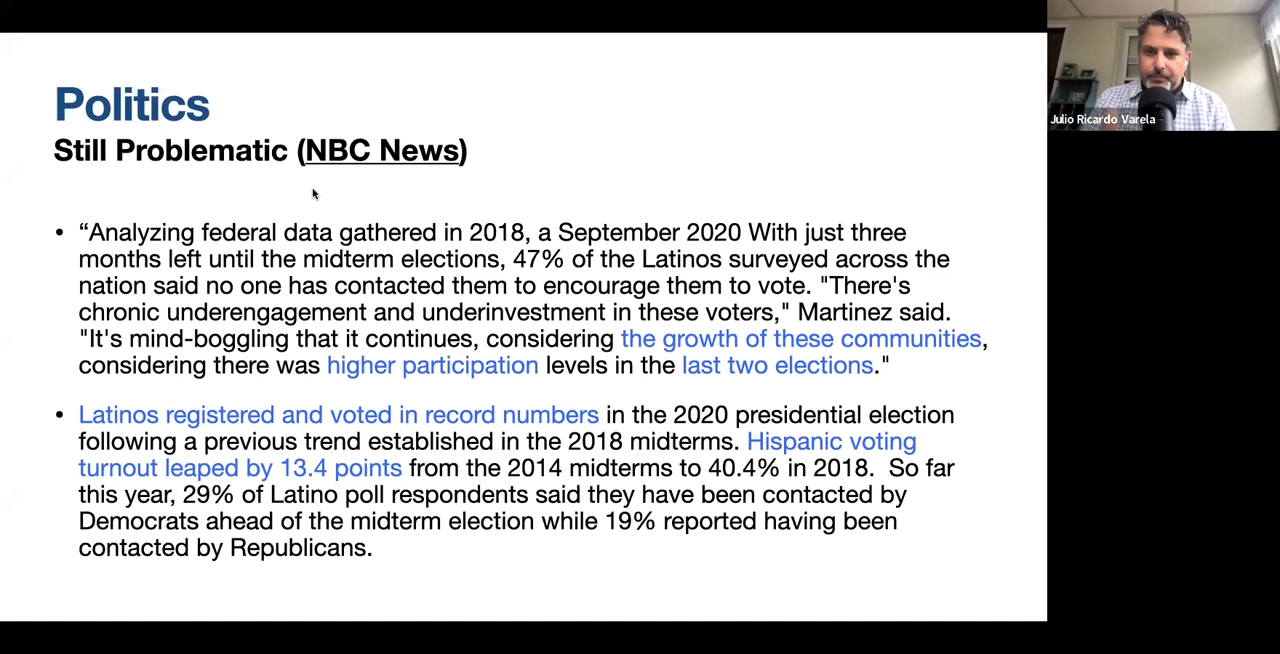 Politics
Still Problematic (NBC News)
• “Analyzing federal data gathered in 2018, a September 2020 With just three
months left until the midterm elections, 47% of the Latinos surveyed across the
nation said no one has contacted them to encourage them to vote. "There's
chronic underengagement and underinvestment in these voters," Martinez said.
"It's mind-boggling that it continues, considering the growth of these communities,
considering there was higher participation levels in the last two elections."
• Latinos registered and voted in record numbers in the 2020 presidential election
following a previous trend established in the 2018 midterms. Hispanic voting
turnout leaped by 13.4 points from the 2014 midterms to 40.4% in 2018.  So far
this year, 29% of Latino poll respondents said they have been contacted by
Democrats ahead of the midterm election while 19% reported having been
contacted by Republicans.
Julio Ricardo Varela